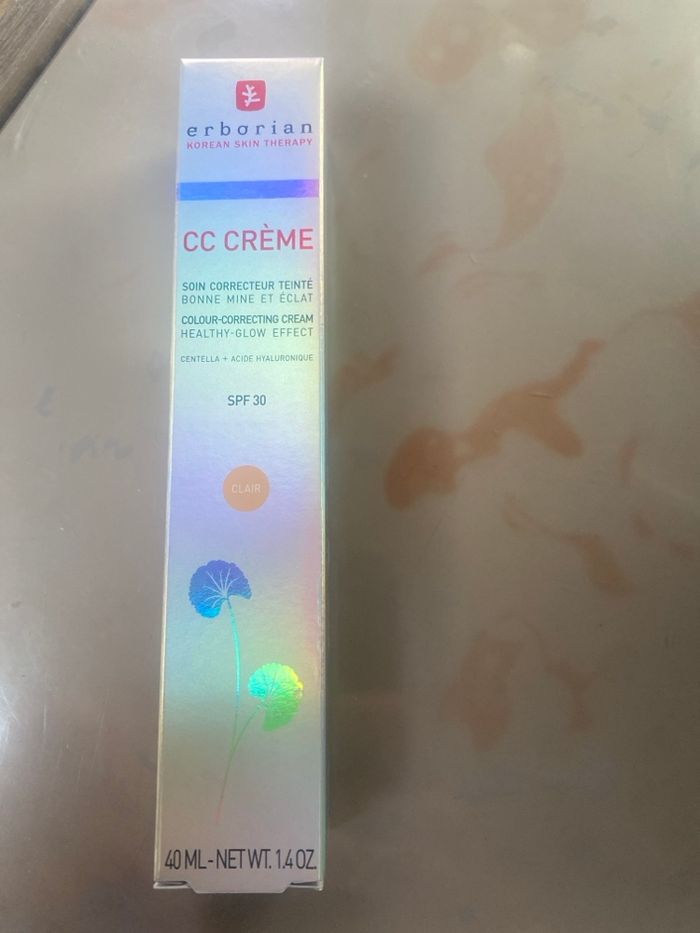 erborian
KOREAN SKIN THERAPY
CC CRÈME
SOIN CORRECTEUR TEINTÉ
BONNE MINE ET ÉCLAT
COLOUR-CORRECTING CREAM
HEALTHY-GLOW EFFECT
CENTELLA + ACIDE HYALURONIQUE
SPF 30
CLAIR
40 ML - NET WT. 1.4 OZ.